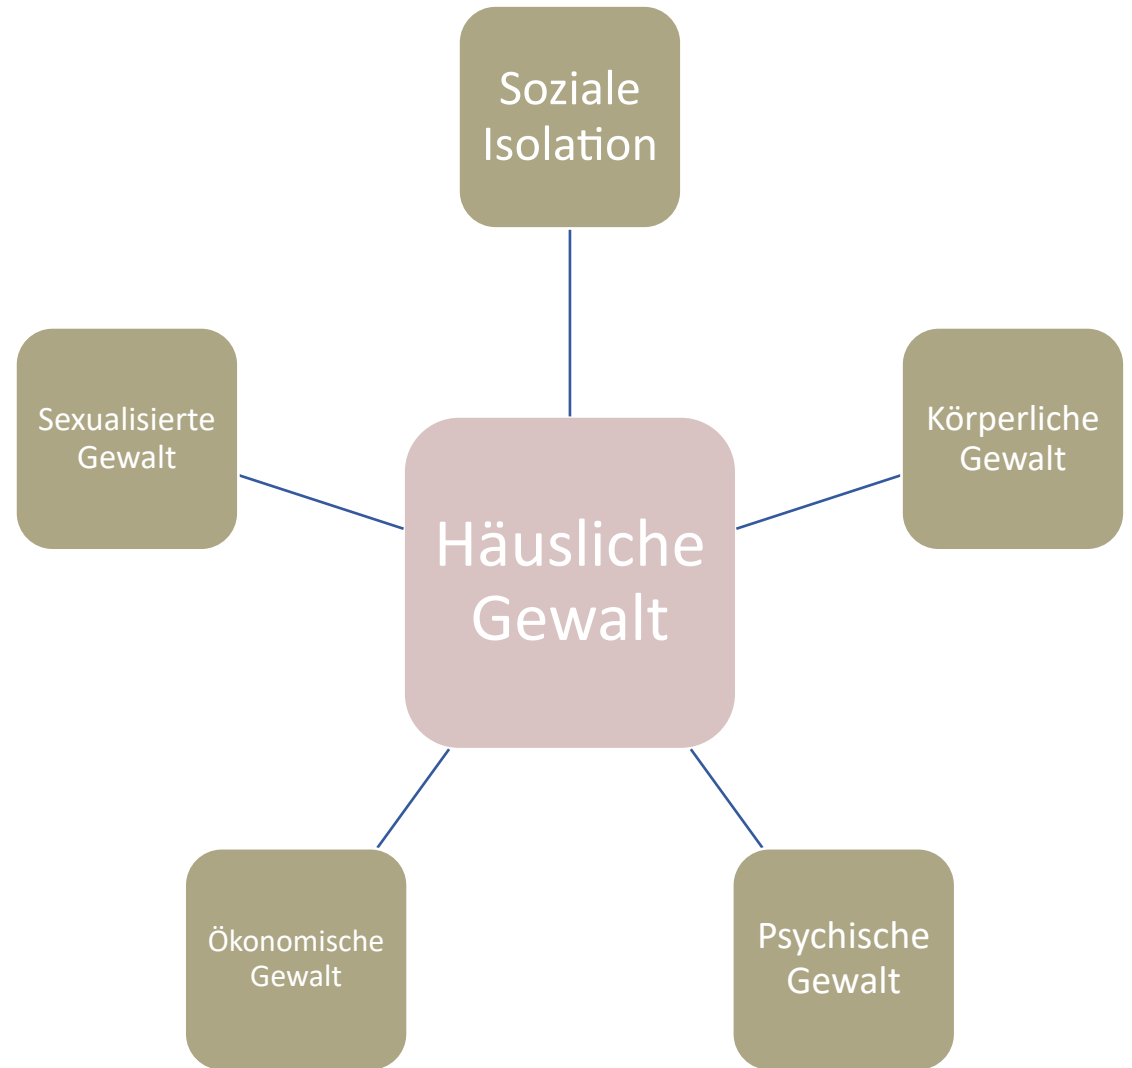 Soziale
Isolation
Sexualisierte
Gewalt
Körperliche
Gewalt
Häusliche
Gewalt
Ökonomische
Gewalt
Psychische
Gewalt